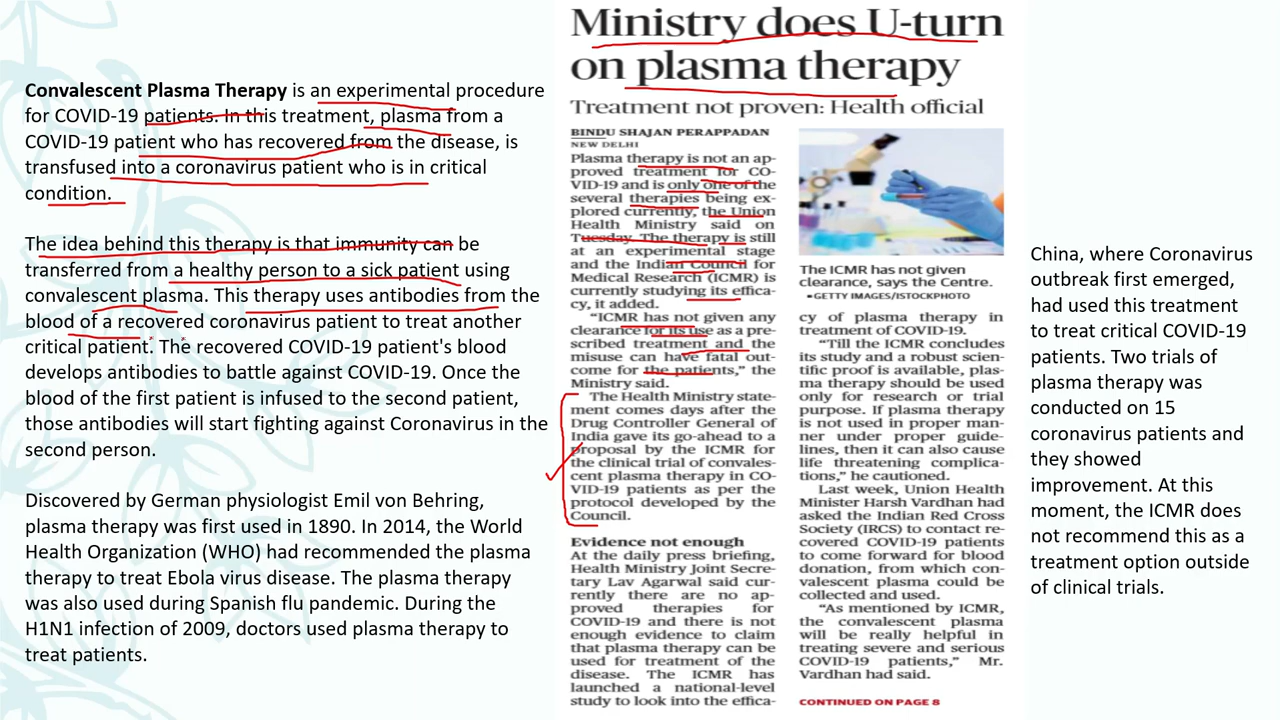 Convalescent Plasma Therapy is an experimental procedure
for COVID-19 patients. In this treatment, plasma from a
COVID-19 patient who has recovered from the disease, is
transfused into a coronavirus patient who is in critical
condition.
The idea behind this therapy is that immunity can be
transferred from a healthy person to a sick patient using
convalescent plasma. This therapy uses antibodies from the
blood of a recovered coronavirus patient to treat another
critical patient. The recovered COVID-19 patient's blood
develops antibodies to battle against COVID-19. Once the
blood of the first patient is infused to the second patient,
those antibodies will start fighting against Coronavirus in the
second person.
Discovered by German physiologist Emil von Behring,
plasma therapy was first used in 1890. In 2014, the World
Health Organization (WHO) had recommended the plasma
therapy to treat Ebola virus disease. The plasma therapy
was also used during Spanish flu pandemic. During the
H1N1 infection of 2009, doctors used plasma therapy to
treat patients.
Ministry does U-turn
on plasma therapy
Treatment not proven: Health official
BINDU SHAJAN PERAPPADAN
NEW DELHI
Plasma therapy is not an ap-
proved treatment for CO-
VID-19 and is only one of the
several therapies being ex-
plored currently, the Union
Health Ministry said on
Tuesday. The therapy is still
at an experimental stage
and the Indian Council for
Medical Research (ICMR) is
currently studying its effica-
cy, it added.
“ICMR has not given any
clearance for its use as a pre-
scribed treatment and the
misuse can have fatal out-
come for the patients,” the
Ministry said.
The Health Ministry state-
ment comes days after the
Drug Controller General of
India gave its go-ahead to a
proposal by the ICMR for
the clinical trial of convales-
cent plasma therapy in CO-
VID-19 patients as per the
protocol developed by the
Council.
Evidence not enough
At the daily press briefing,
Health Ministry Joint Secre-
tary Lav Agarwal said cur-
rently there are no ap-
proved therapies for
COVID-19 and there is not
enough evidence to claim
that plasma therapy can be
used for treatment of the
disease. The ICMR has
launched a national-level
study to look into the effica-
The ICMR has not given
clearance, says the Centre.
▪GETTY IMAGES/ISTOCKPHOTO
cy of plasma therapy in
treatment of COVID-19.
“Till the ICMR concludes
its study and a robust scien-
tific proof is available, plas-
ma therapy should be used
only for research or trial
purpose. If plasma therapy
is not used in proper man-
ner under proper guide-
lines, then it can also cause
life threatening complica-
tions,” he cautioned.
Last week, Union Health
Minister Harsh Vardhan had
asked the Indian Red Cross
Society (IRCS) to contact re-
covered COVID-19 patients
to come forward for blood
donation, from which con-
valescent plasma could be
collected and used.
“As mentioned by ICMR,
the convalescent plasma
will be really helpful in
treating severe and serious
COVID-19 patients,” Mr.
Vardhan had said.
CONTINUED ON PAGE 8
China, where Coronavirus
outbreak first emerged,
had used this treatment
to treat critical COVID-19
patients. Two trials of
plasma therapy was
conducted on 15
coronavirus patients and
they showed
improvement. At this
moment, the ICMR does
not recommend this as a
treatment option outside
of clinical trials.